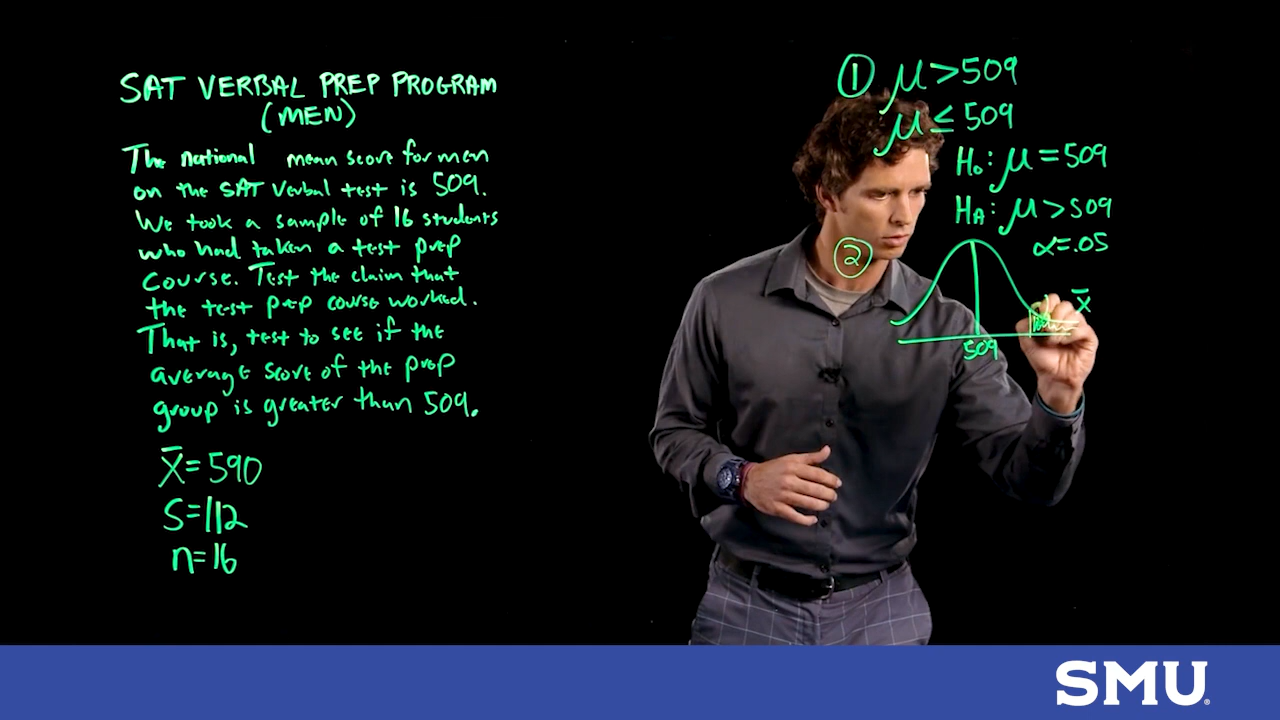 SAT VERBAL PREP PROGRAM
(MEN)
The national mean score for men
on the SAT Verbal test is 509.
We took a sample of 16 students
who had taken a test prep
course. Test the claim that
the test prep course worked.
That is, test to see if the
average score of the prep
group is greater than 509.
x̄=590
S=112
n=16
① μ>509
μ≤509
H₀: μ=509
Hᴀ: μ>509
α=.05
②
x̄
509
SMU